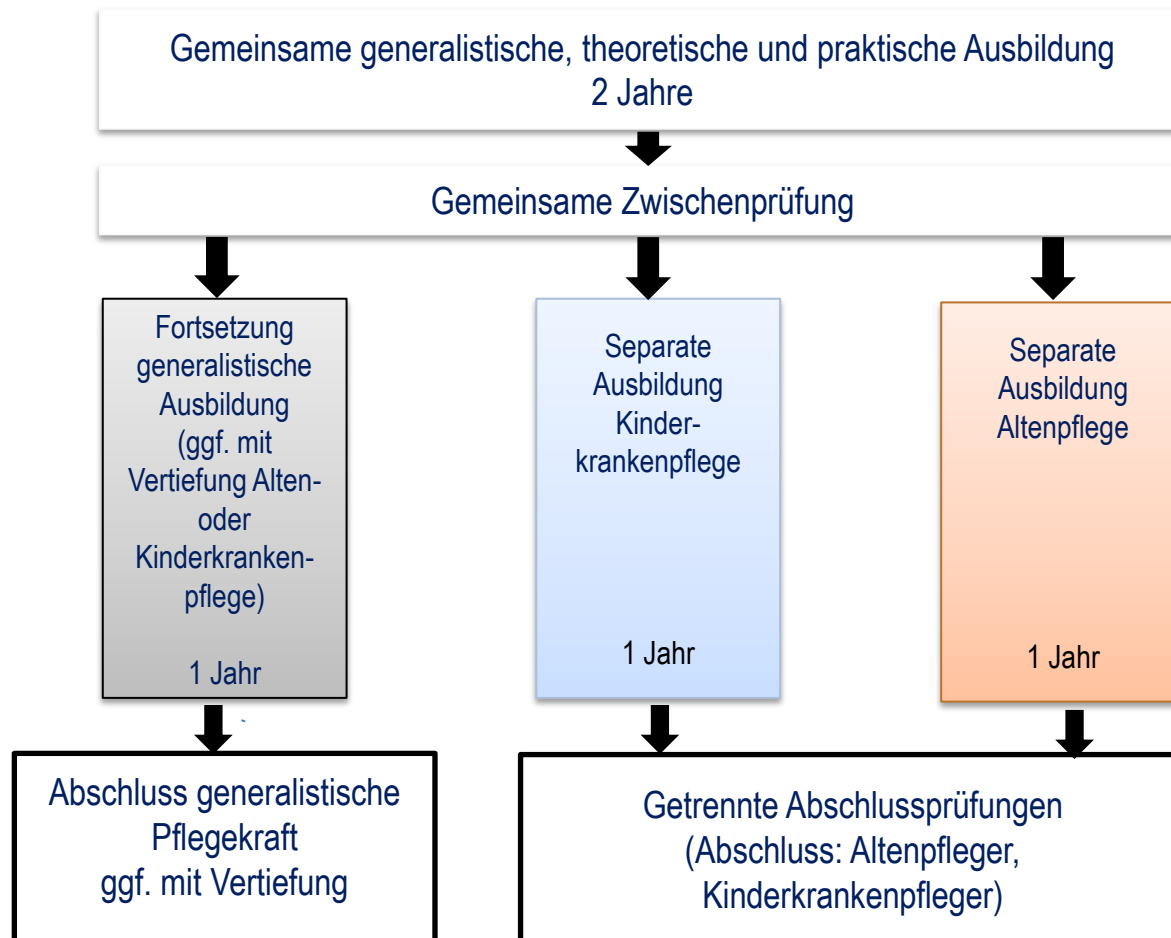 Gemeinsame generalistische, theoretische und praktische Ausbildung
2 Jahre
Gemeinsame Zwischenprüfung
Fortsetzung
generalistische
Ausbildung
(ggf. mit
Vertiefung Alten-
oder
Kinderkranken-
pflege)
1 Jahr
Separate
Ausbildung
Kinder-
krankenpflege
1 Jahr
Separate
Ausbildung
Altenpflege
1 Jahr
Abschluss generalistische
Pflegekraft
ggf. mit Vertiefung
Getrennte Abschlussprüfungen
(Abschluss: Altenpfleger,
Kinderkrankenpfleger)